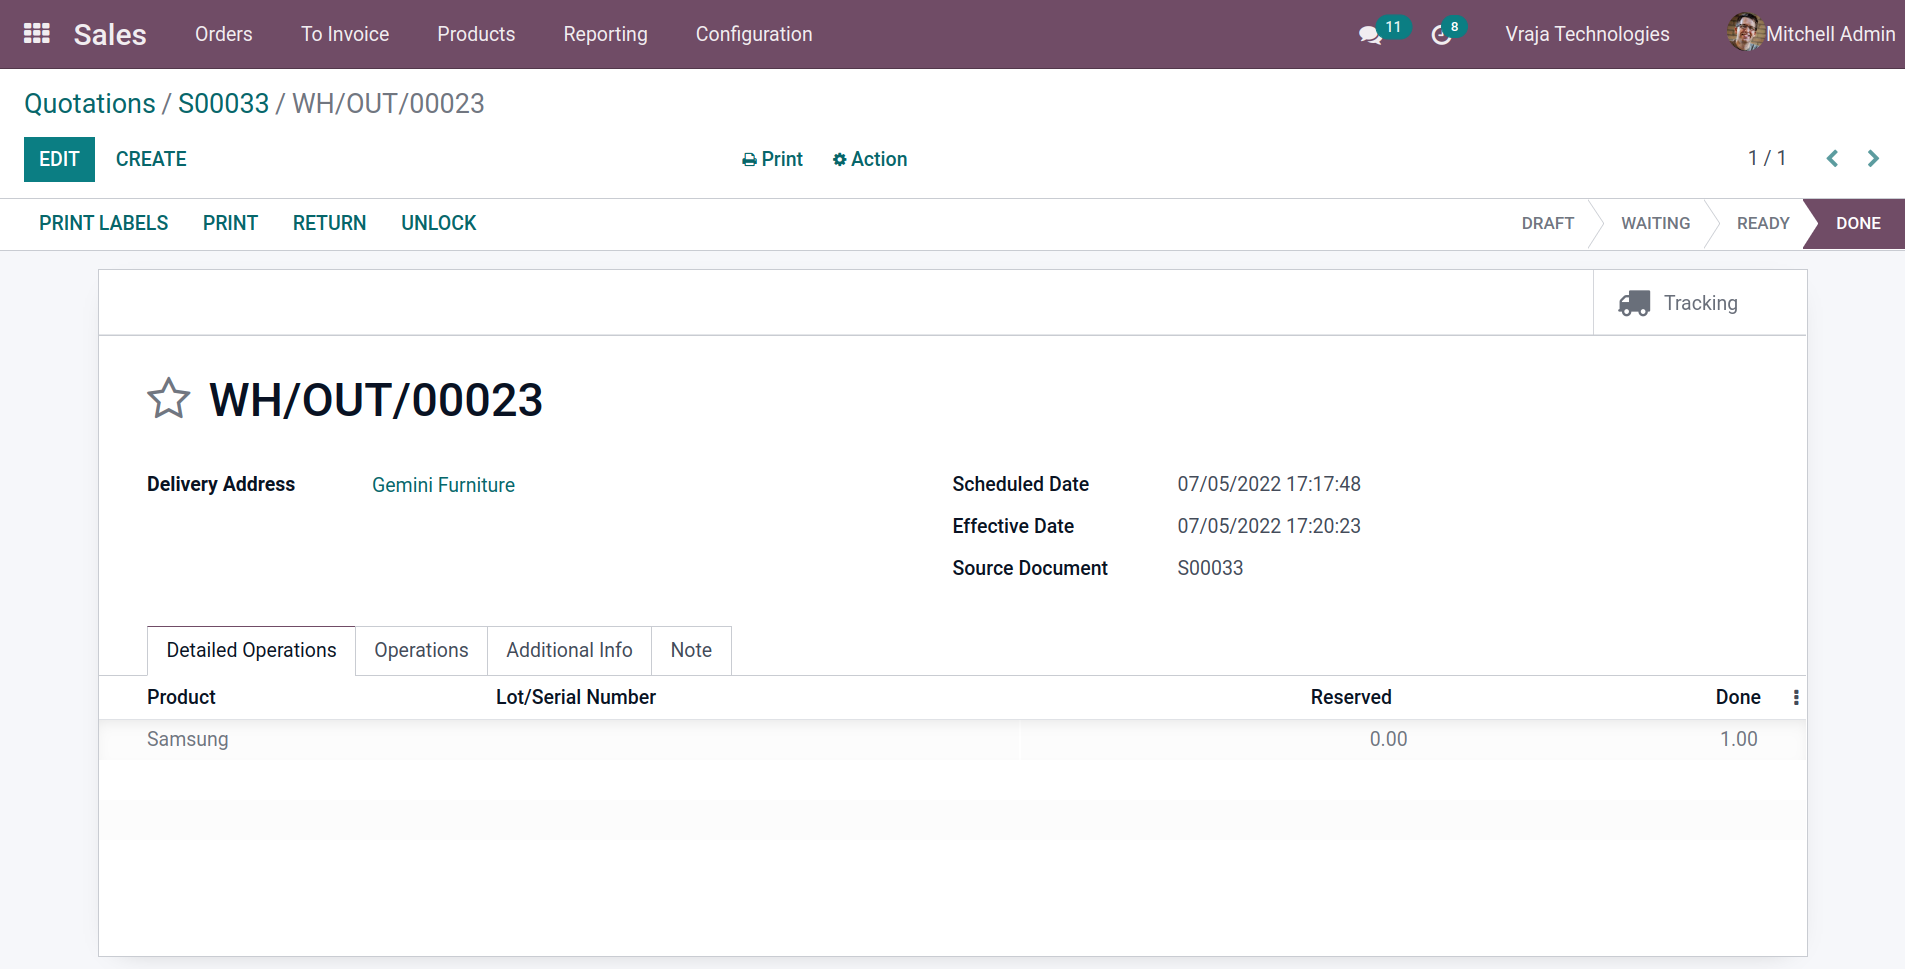 Sales Orders To Invoice Products Reporting Configuration 11 8 Vraja Technologies Mitchell Admin
Quotations / S00033 / WH/OUT/00023
EDIT CREATE Print Action 1 / 1
PRINT LABELS PRINT RETURN UNLOCK DRAFT WAITING READY DONE
Tracking
WH/OUT/00023
Delivery Address Gemini Furniture Scheduled Date 07/05/2022 17:17:48
Effective Date 07/05/2022 17:20:23
Source Document S00033
Detailed Operations Operations Additional Info Note
Product Lot/Serial Number Reserved Done
Samsung 0.00 1.00